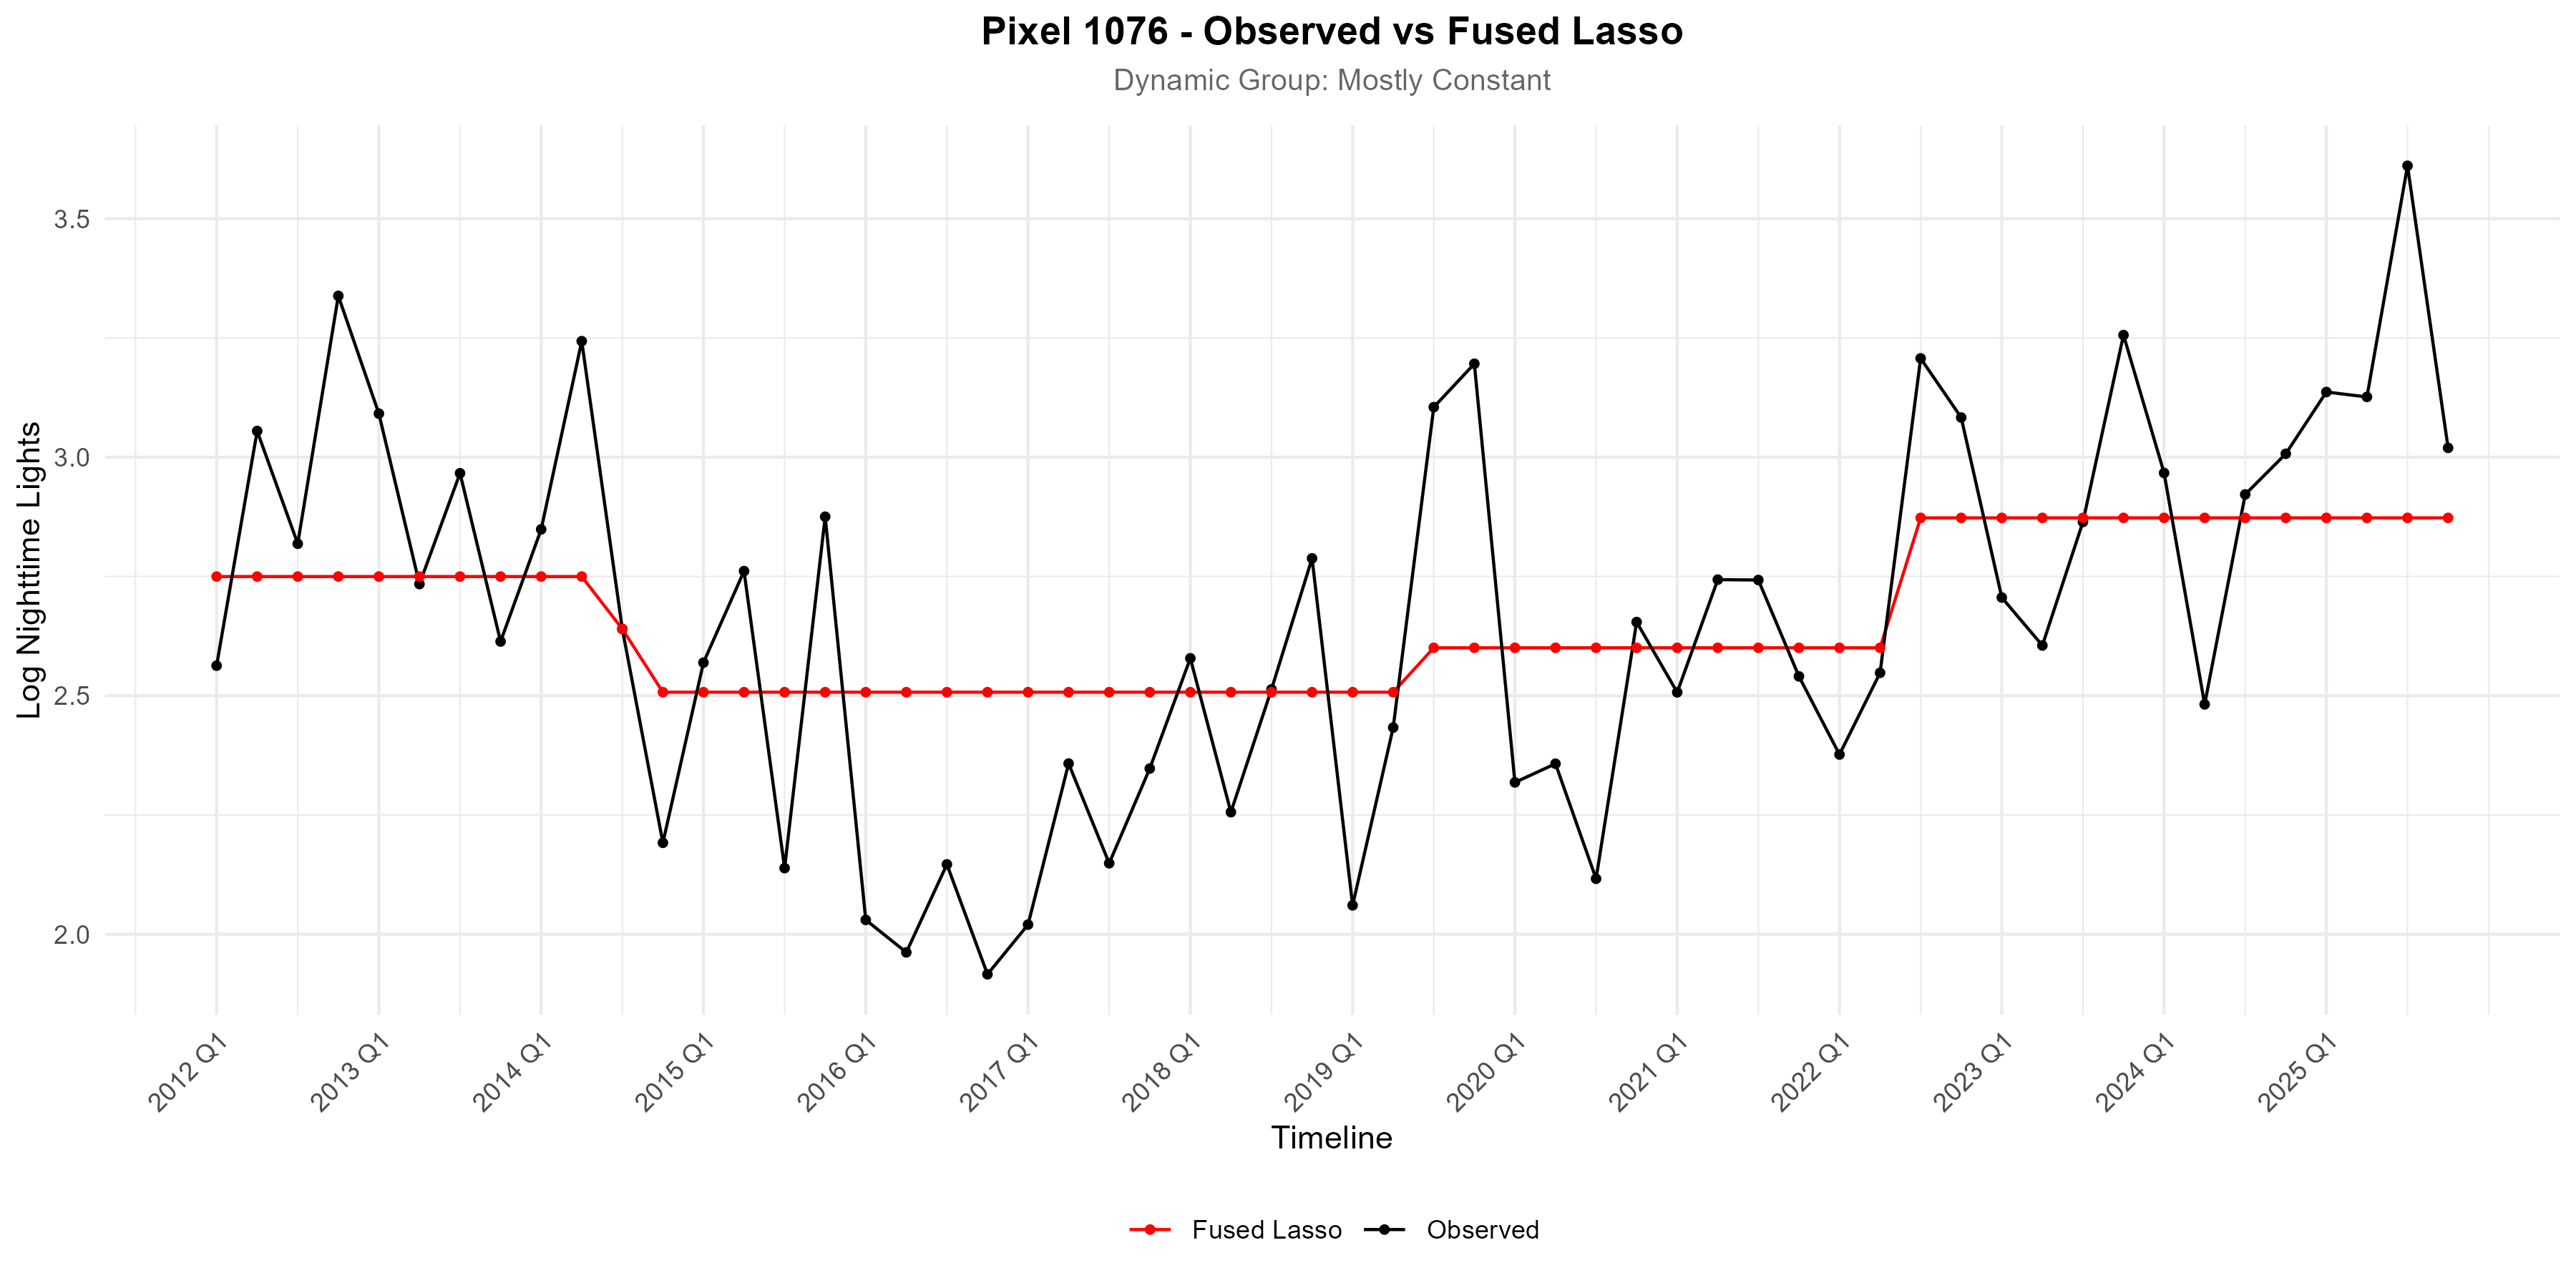 Pixel 1076 - Observed vs Fused Lasso
Dynamic Group: Mostly Constant
Log Nighttime Lights
3.5
3.0
2.5
2.0
2012 Q1
2013 Q1
2014 Q1
2015 Q1
2016 Q1
2017 Q1
2018 Q1
2019 Q1
2020 Q1
2021 Q1
2022 Q1
2023 Q1
2024 Q1
2025 Q1
Timeline
Fused Lasso
Observed